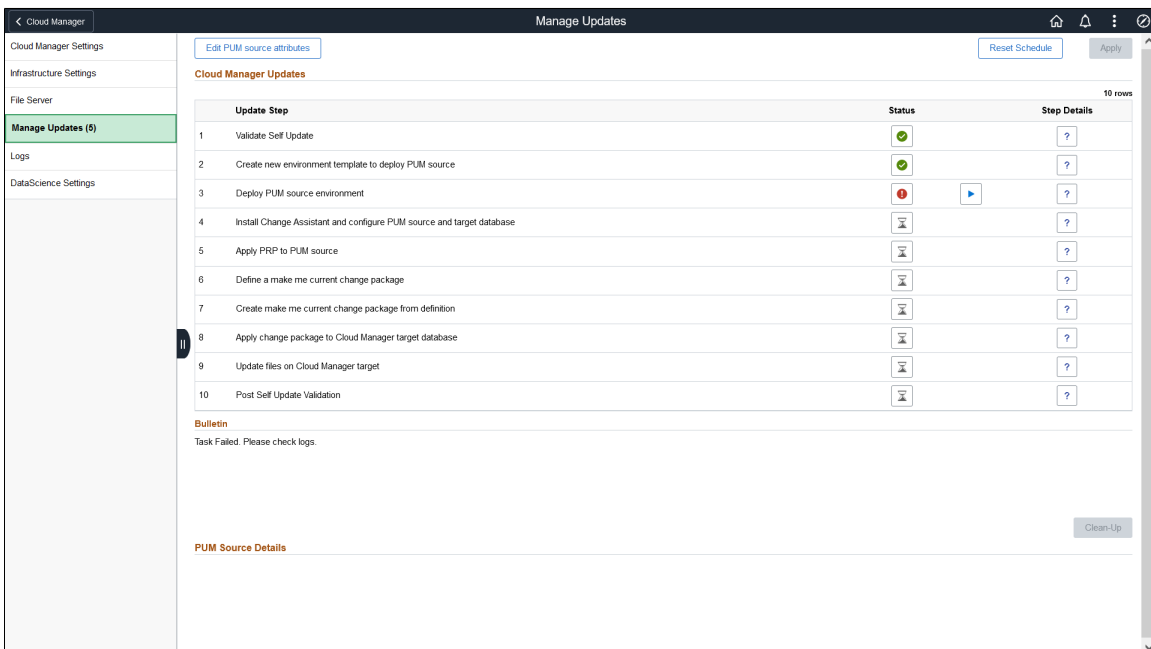 Cloud Manager
Manage Updates
Cloud Manager Settings
Infrastructure Settings
File Server
Manage Updates (5)
Logs
DataScience Settings
Edit PUM source attributes
Reset Schedule
Apply
Cloud Manager Updates
10 rows
Update Step Status Step Details
1 Validate Self Update ?
2 Create new environment template to deploy PUM source ?
3 Deploy PUM source environment ! ?
4 Install Change Assistant and configure PUM source and target database ?
5 Apply PRP to PUM source ?
6 Define a make me current change package ?
7 Create make me current change package from definition ?
8 Apply change package to Cloud Manager target database ?
9 Update files on Cloud Manager target ?
10 Post Self Update Validation ?
Bulletin
Task Failed. Please check logs.
Clean-Up
PUM Source Details